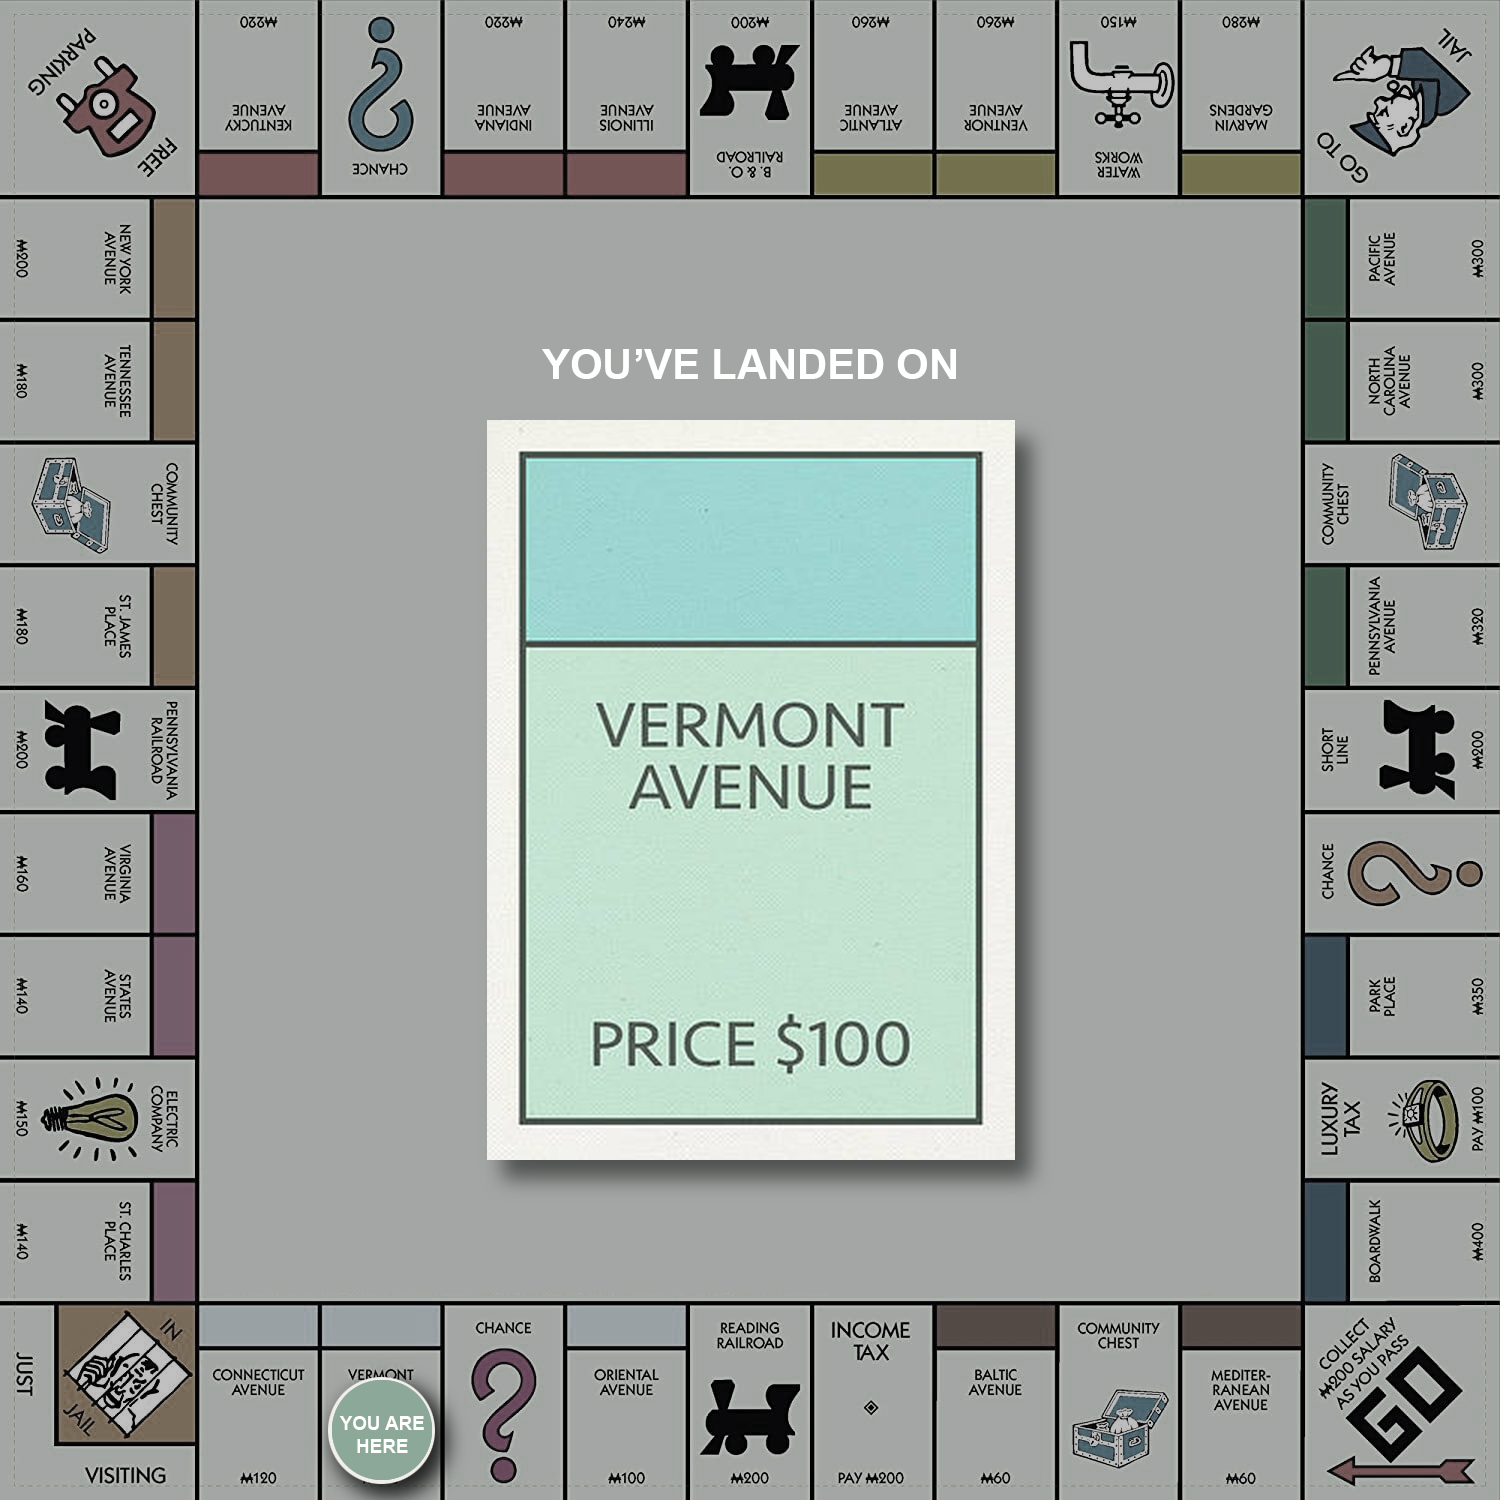 PARKING
FREE
₩220
KENTUCKY
AVENUE
CHANCE
₩220
INDIANA
AVENUE
₩240
ILLINOIS
AVENUE
₩200
B. & O.
RAILROAD
₩260
ATLANTIC
AVENUE
₩260
VENTNOR
AVENUE
₩150
WATER
WORKS
₩280
MARVIN
GARDENS
GO TO
JAIL
NEW YORK
AVENUE
₩200
TENNESSEE
AVENUE
₩180
COMMUNITY
CHEST
ST. JAMES
PLACE
₩180
PENNSYLVANIA
RAILROAD
₩200
VIRGINIA
AVENUE
₩160
STATES
AVENUE
₩140
ELECTRIC
COMPANY
₩150
ST. CHARLES
PLACE
₩140
YOU’VE LANDED ON
VERMONT
AVENUE
PRICE $100
PACIFIC
AVENUE
₩300
NORTH
CAROLINA
AVENUE
₩300
COMMUNITY
CHEST
PENNSYLVANIA
AVENUE
₩320
SHORT
LINE
₩200
CHANCE
PARK
PLACE
₩350
LUXURY
TAX
PAY ₩100
BOARDWALK
₩400
JUST
VISITING
IN
JAIL
CONNECTICUT
AVENUE
₩120
VERMONT
YOU ARE
HERE
CHANCE
ORIENTAL
AVENUE
₩100
READING
RAILROAD
₩200
INCOME
TAX
PAY ₩200
BALTIC
AVENUE
₩60
COMMUNITY
CHEST
MEDITER-
RANEAN
AVENUE
₩60
COLLECT
₩200 SALARY
AS YOU PASS
GO